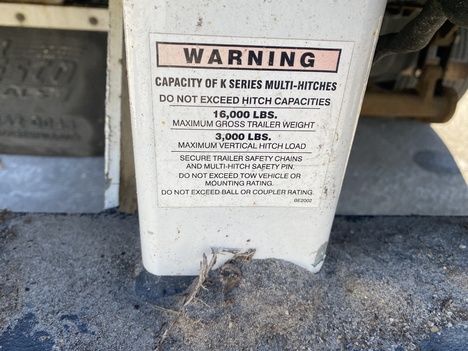 WARNING
CAPACITY OF K SERIES MULTI-HITCHES
DO NOT EXCEED HITCH CAPACITIES
16,000 LBS.
MAXIMUM GROSS TRAILER WEIGHT
3,000 LBS.
MAXIMUM VERTICAL HITCH LOAD
SECURE TRAILER SAFETY CHAINS
AND MULTI-HITCH SAFETY PIN.
DO NOT EXCEED TOW VEHICLE OR
MOUNTING RATING.
DO NOT EXCEED BALL OR COUPLER RATING.
BE2002